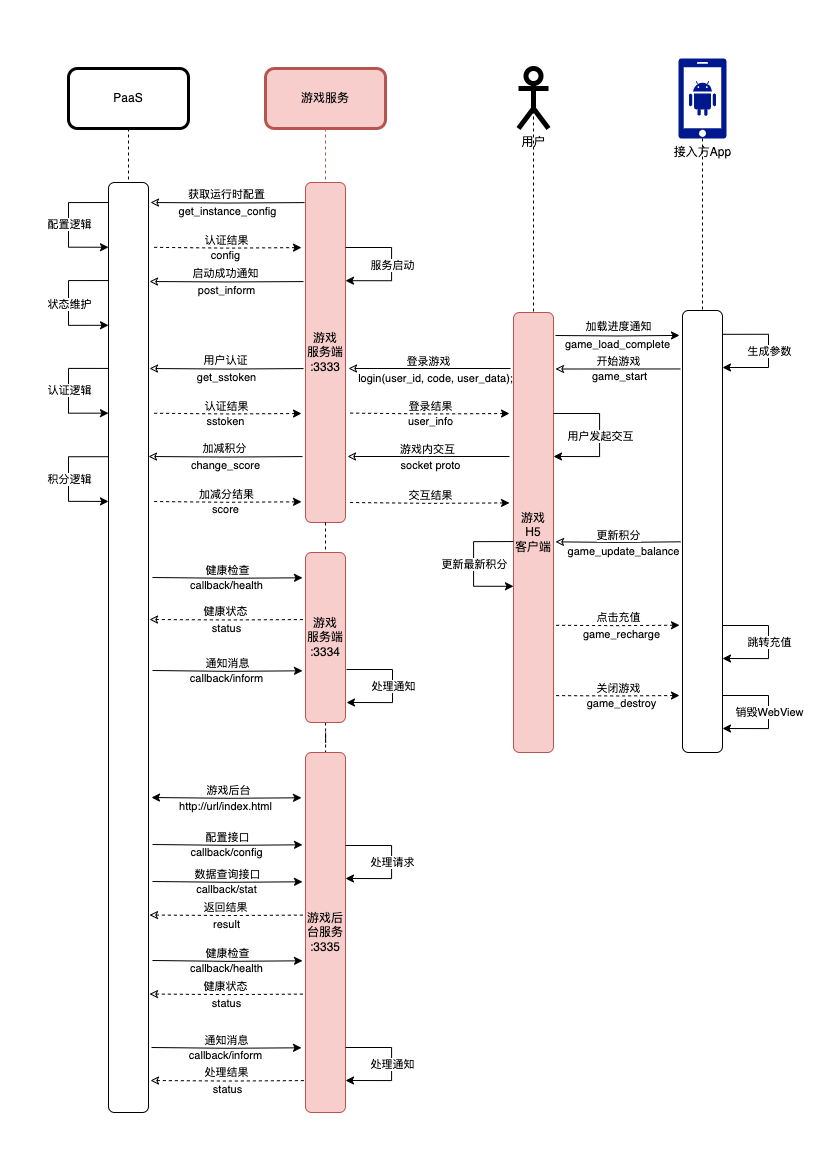 PaaS
游戏服务
用户
接入方App
获取运行时配置
get_instance_config
配置逻辑
认证结果
config
服务启动
启动成功通知
post_inform
状态维护
游戏
服务端
:3333
加载进度通知
game_load_complete
生成参数
用户认证
get_sstoken
登录游戏
login(user_id, code, user_data);
开始游戏
game_start
认证逻辑
认证结果
sstoken
登录结果
user_info
用户发起交互
加减积分
change_score
游戏内交互
socket proto
积分逻辑
加减分结果
score
交互结果
游戏
H5
客户端
更新积分
game_update_balance
更新最新积分
健康检查
callback/health
健康状态
status
游戏
服务端
:3334
点击充值
game_recharge
跳转充值
通知消息
callback/inform
处理通知
关闭游戏
game_destroy
销毁WebView
游戏后台
http://url/index.html
配置接口
callback/config
处理请求
数据查询接口
callback/stat
返回结果
result
游戏后
台服务
:3335
健康检查
callback/health
健康状态
status
通知消息
callback/inform
处理通知
处理结果
status